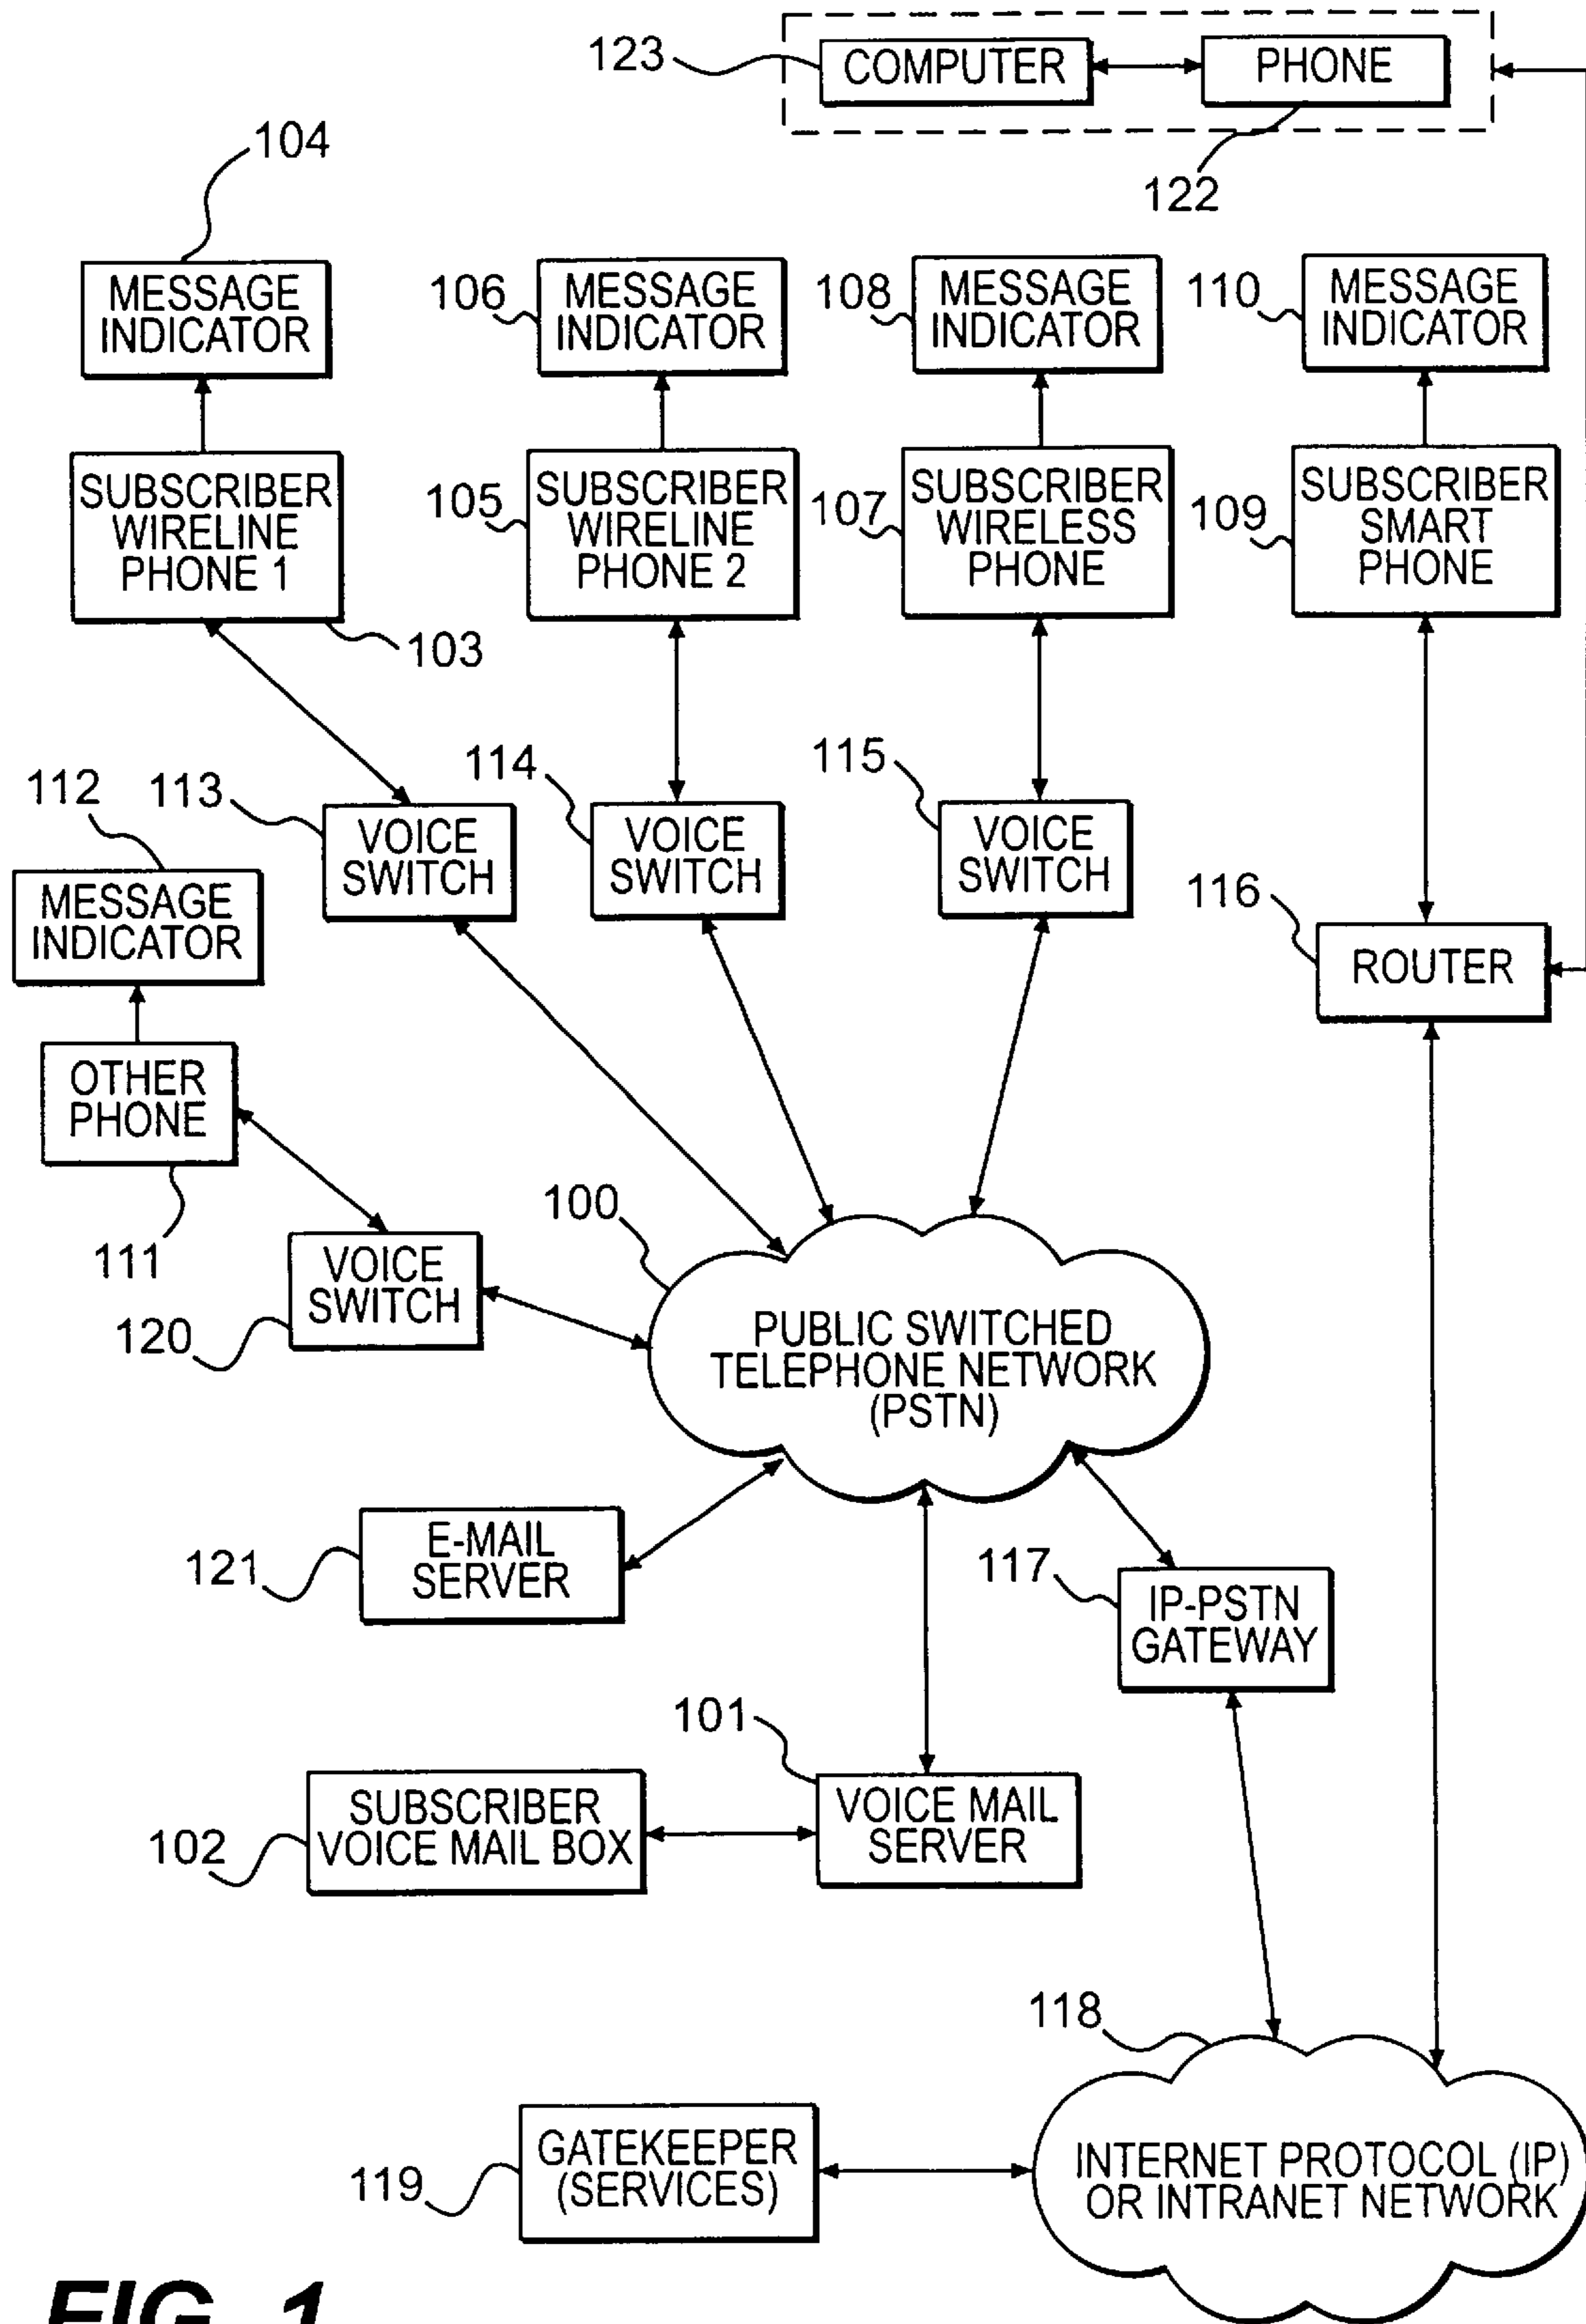 123
COMPUTER
PHONE
122
104
MESSAGE
INDICATOR
106
MESSAGE
INDICATOR
108
MESSAGE
INDICATOR
110
MESSAGE
INDICATOR
SUBSCRIBER
WIRELINE
PHONE 1
103
105
SUBSCRIBER
WIRELINE
PHONE 2
107
SUBSCRIBER
WIRELESS
PHONE
109
SUBSCRIBER
SMART
PHONE
112
MESSAGE
INDICATOR
113
VOICE
SWITCH
114
VOICE
SWITCH
115
VOICE
SWITCH
116
ROUTER
OTHER
PHONE
111
120
VOICE
SWITCH
100
PUBLIC SWITCHED
TELEPHONE NETWORK
(PSTN)
121
E-MAIL
SERVER
117
IP-PSTN
GATEWAY
101
VOICE MAIL
SERVER
102
SUBSCRIBER
VOICE MAIL BOX
118
INTERNET PROTOCOL (IP)
OR INTRANET NETWORK
119
GATEKEEPER
(SERVICES)
FIG. 1